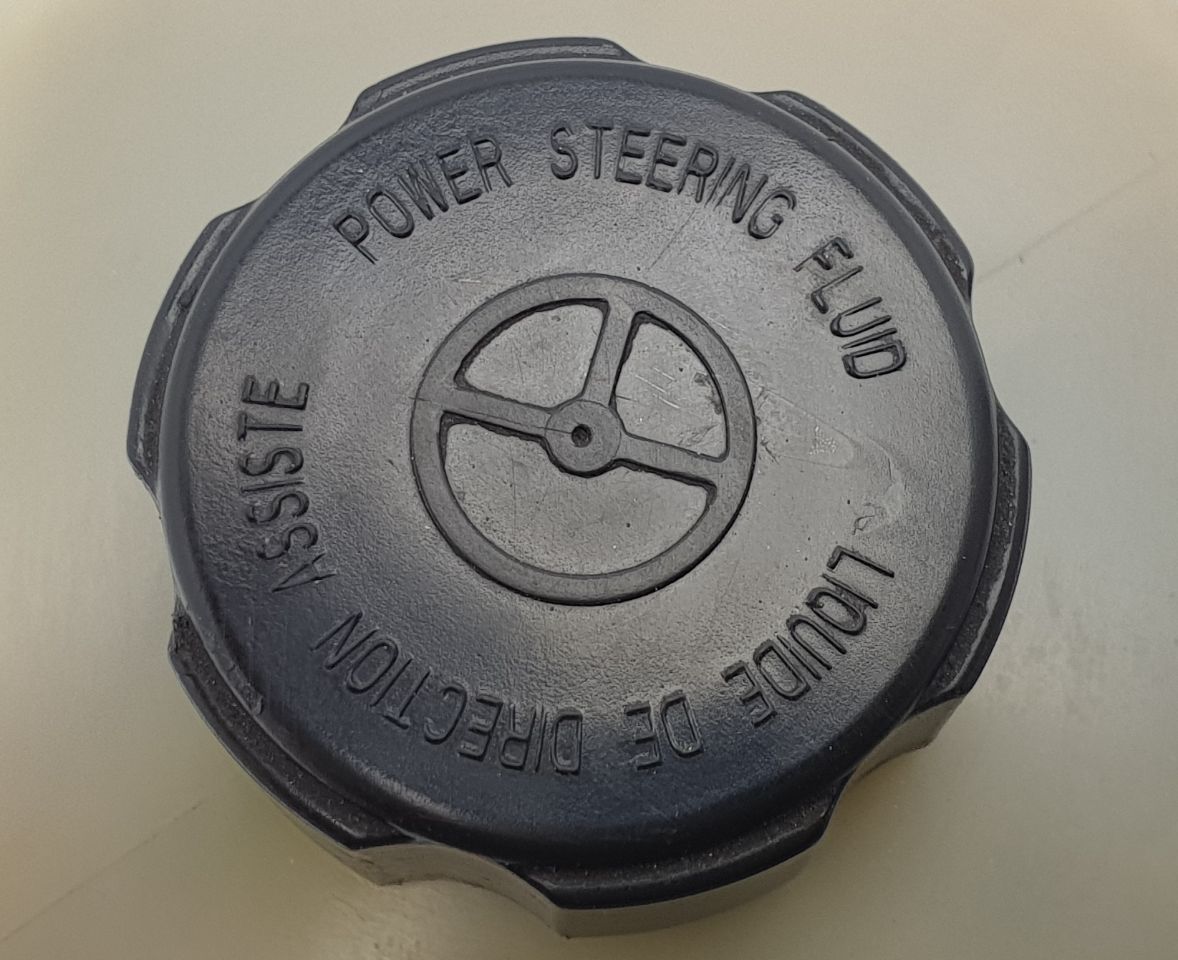 POWER STEERING FLUID
LIQUIDE DE DIRECTION ASSISTE